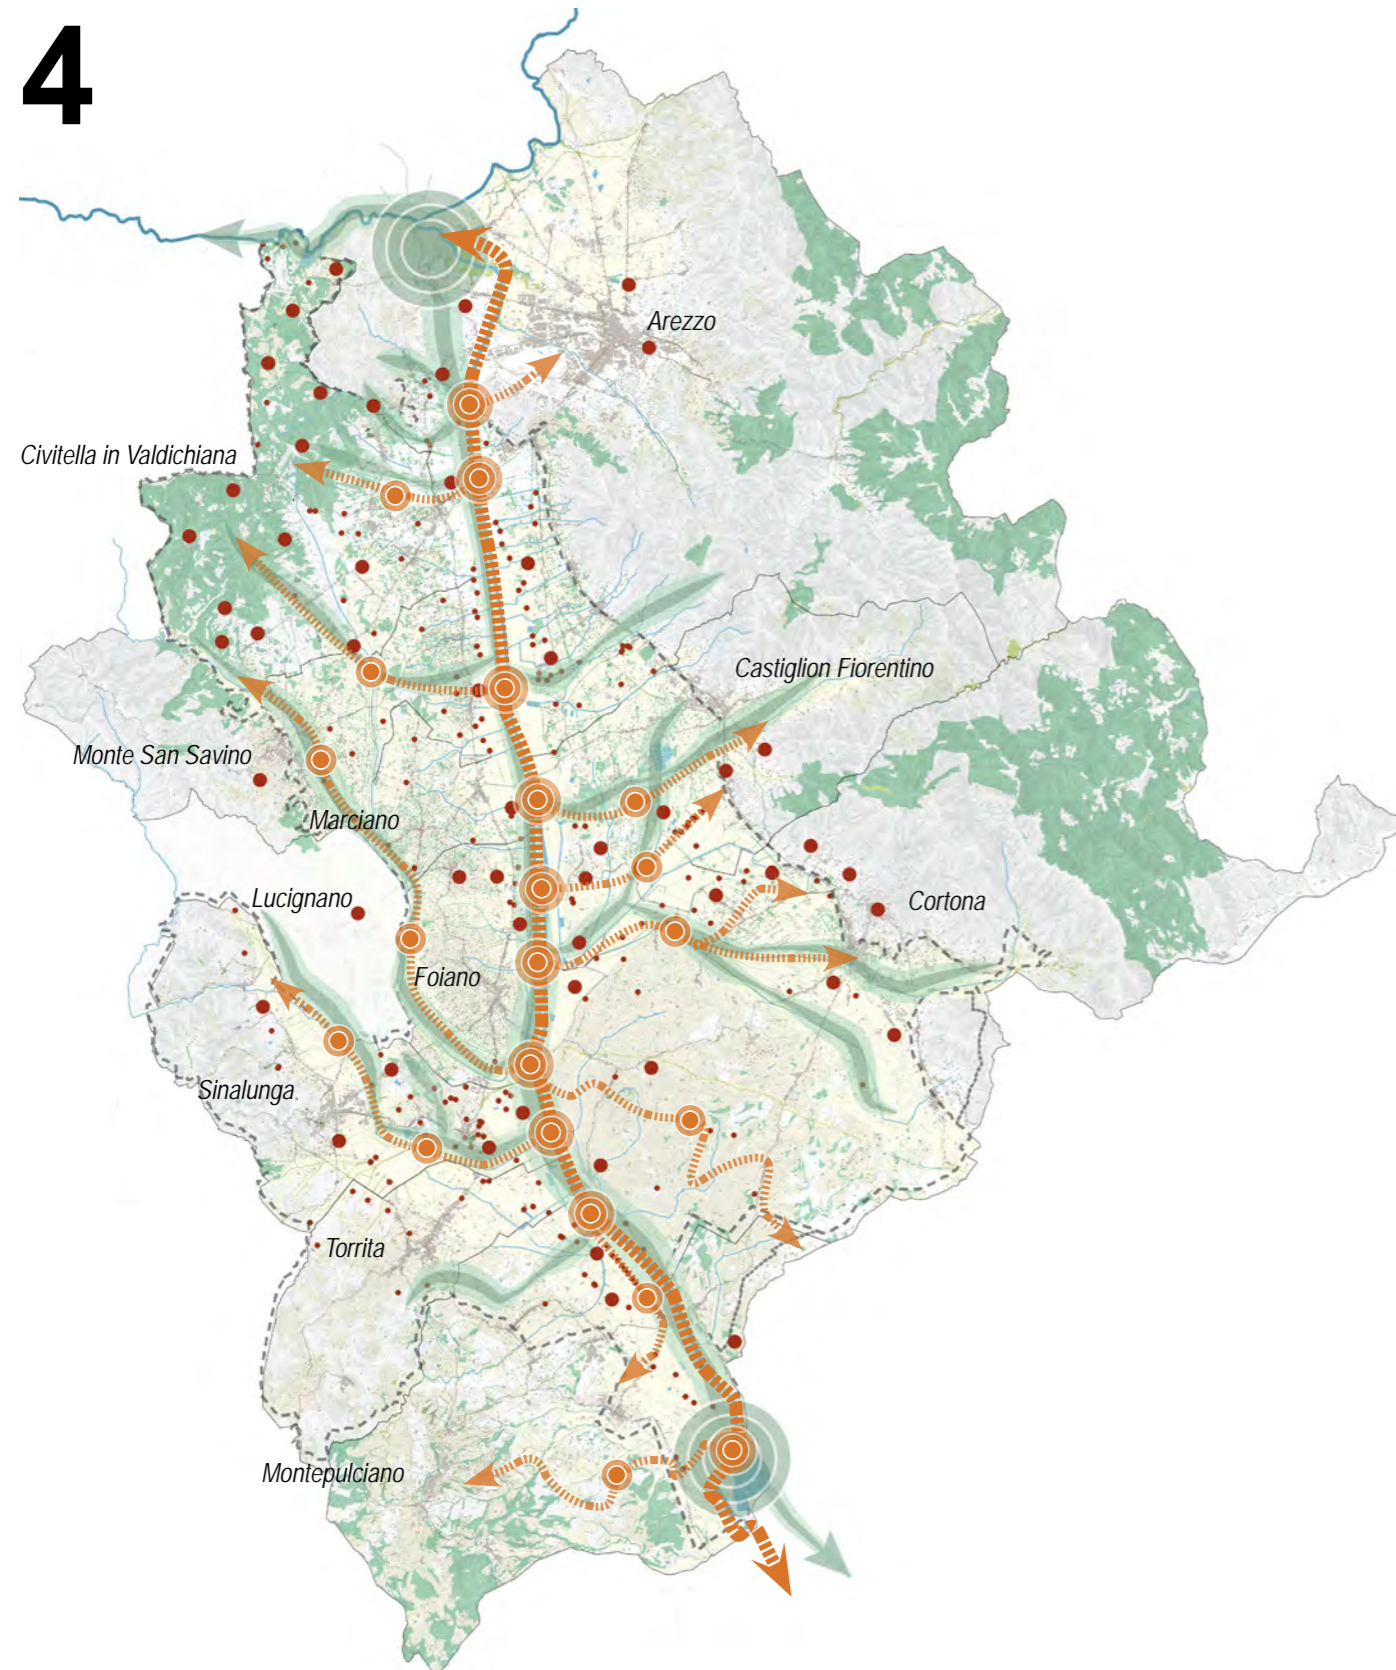 4
Arezzo
Civitella in Valdichiana
Castiglion Fiorentino
Monte San Savino
Marciano
Lucignano
Cortona
Foiano
Sinalunga
Torrita
Montepulciano